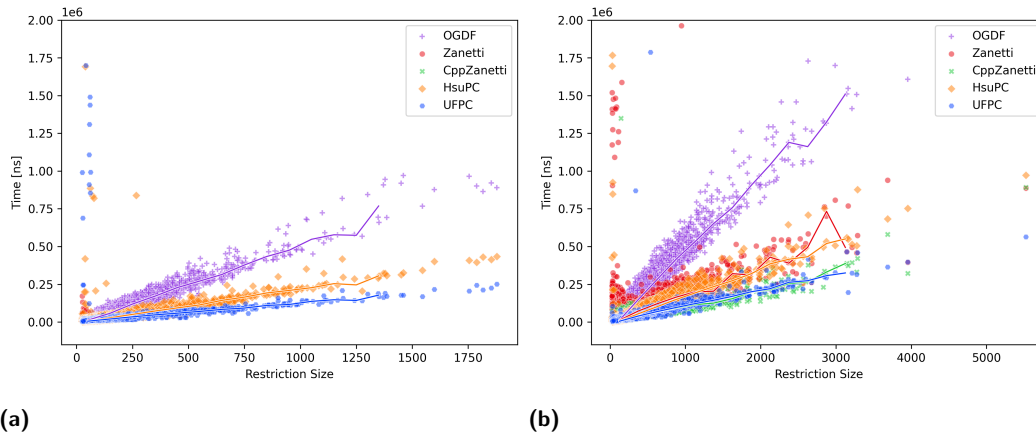 1e6
2.00
1.75
1.50
1.25
1.00
0.75
0.50
0.25
0.00
Time [ns]
0 250 500 750 1000 1250 1500 1750
Restriction Size
OGDF
Zanetti
CppZanetti
HsuPC
UFPC
(a)
1e6
2.00
1.75
1.50
1.25
1.00
0.75
0.50
0.25
0.00
Time [ns]
0 1000 2000 3000 4000 5000
Restriction Size
OGDF
Zanetti
CppZanetti
HsuPC
UFPC
(b)